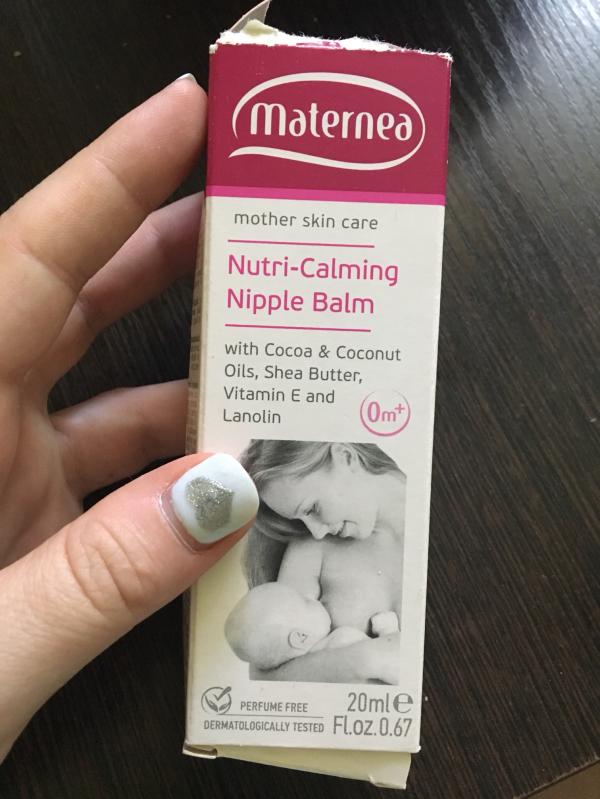 maternea
mother skin care
Nutri-Calming
Nipple Balm
with Cocoa & Coconut
Oils, Shea Butter,
Vitamin E and
Lanolin
0m+
PERFUME FREE
DERMATOLOGICALLY TESTED
20ml℮
Fl.oz.0.67